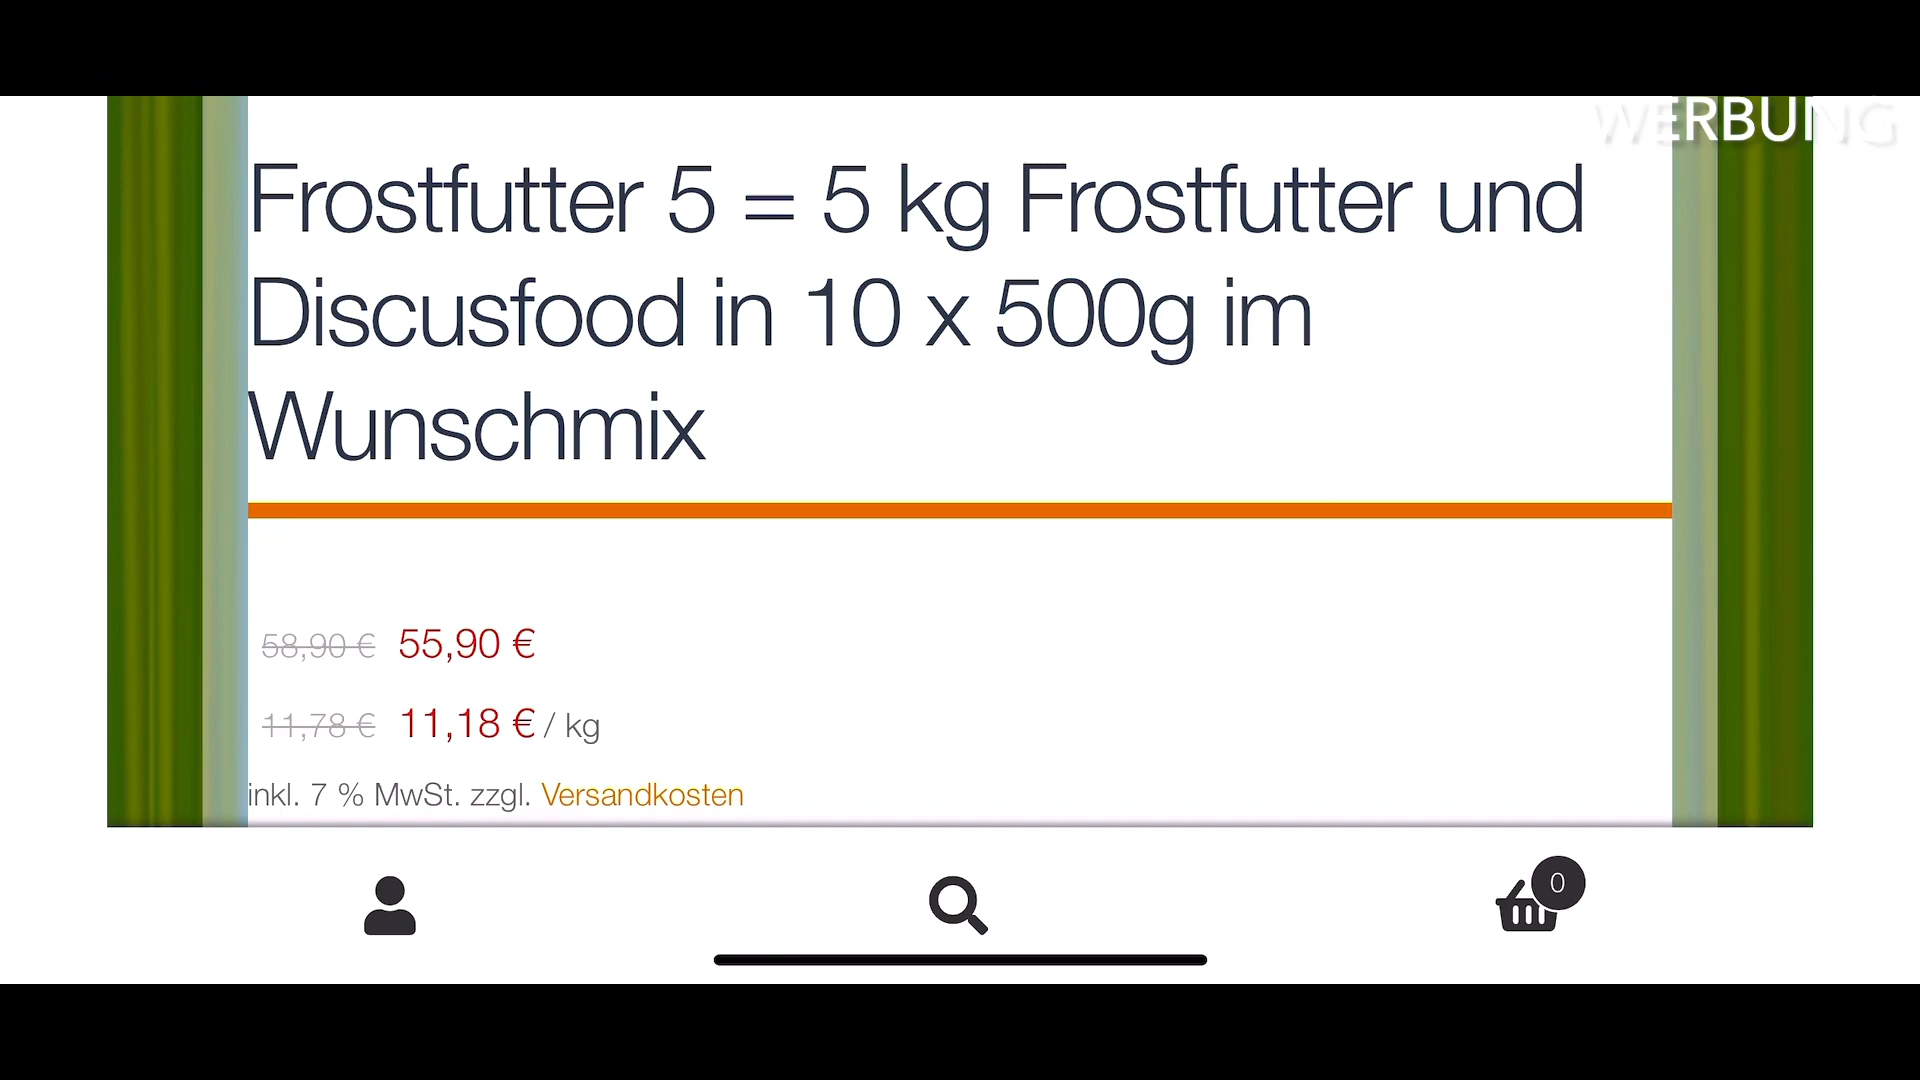 WERBUNG
Frostfutter 5 = 5 kg Frostfutter und
Discusfood in 10 x 500g im
Wunschmix
58,90 € 55,90 €
11,78 € 11,18 € / kg
inkl. 7 % MwSt. zzgl. Versandkosten
0